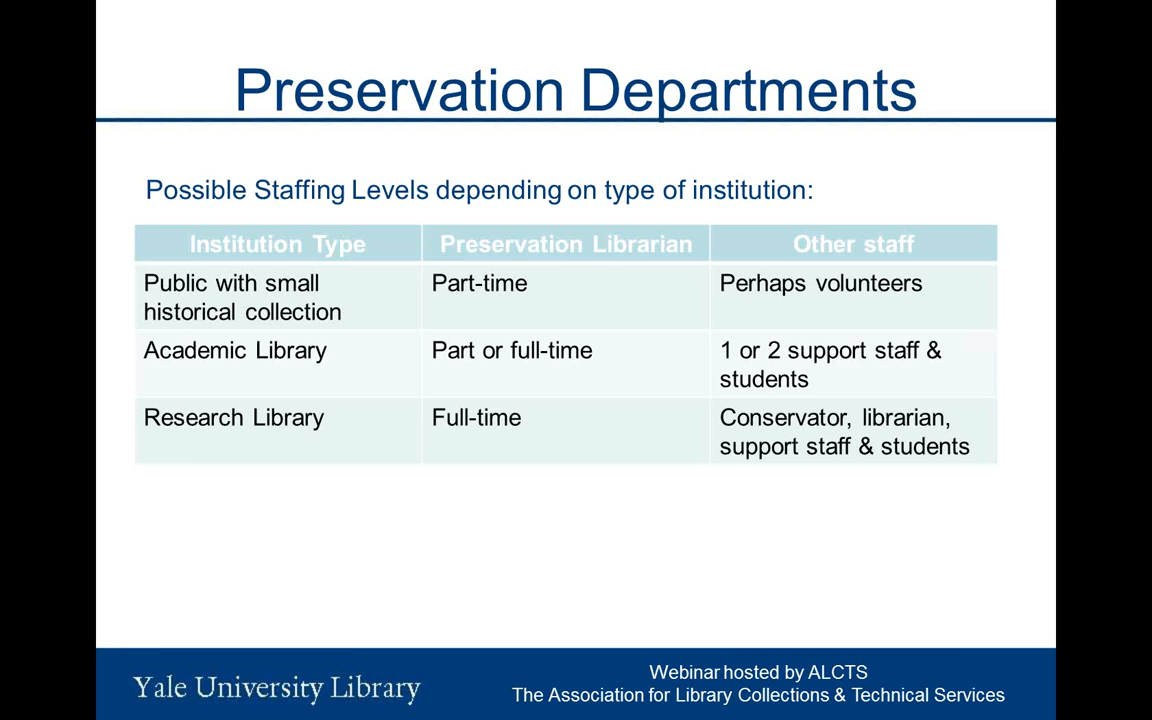 Preservation Departments
Possible Staffing Levels depending on type of institution:
Institution Type Preservation Librarian Other staff
Public with small historical collection Part-time Perhaps volunteers
Academic Library Part or full-time 1 or 2 support staff & students
Research Library Full-time Conservator, librarian, support staff & students
Yale University Library
Webinar hosted by ALCTS
The Association for Library Collections & Technical Services